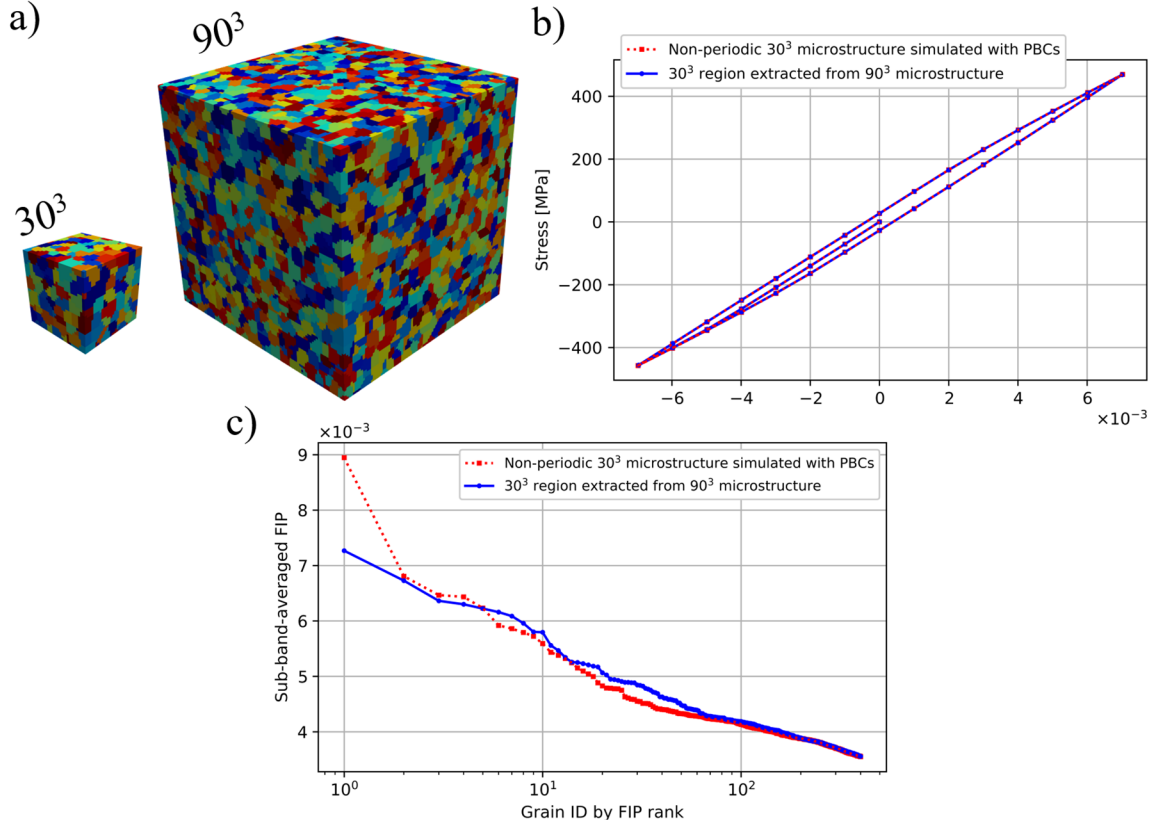 a)
90³
30³
b)
Non-periodic 30³ microstructure simulated with PBCs
30³ region extracted from 90³ microstructure
Stress [MPa]
400
200
0
−200
−400
−6
−4
−2
0
2
4
6
×10⁻³
c)
×10⁻³
Non-periodic 30³ microstructure simulated with PBCs
30³ region extracted from 90³ microstructure
Sub-band-averaged FIP
9
8
7
6
5
4
10⁰
10¹
10²
Grain ID by FIP rank